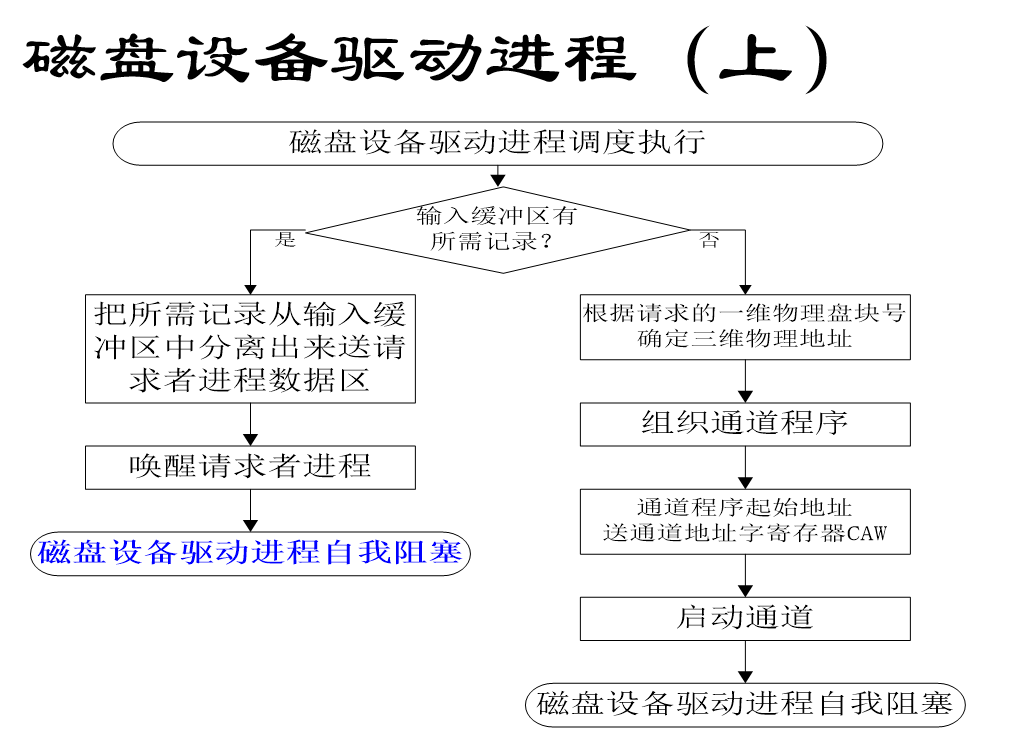 磁盘设备驱动进程（上）
磁盘设备驱动进程调度执行
输入缓冲区有
所需记录？
是
否
把所需记录从输入缓
冲区中分离出来送请
求者进程数据区
唤醒请求者进程
磁盘设备驱动进程自我阻塞
根据请求的一维物理盘块号
确定三维物理地址
组织通道程序
通道程序起始地址
送通道地址字寄存器CAW
启动通道
磁盘设备驱动进程自我阻塞